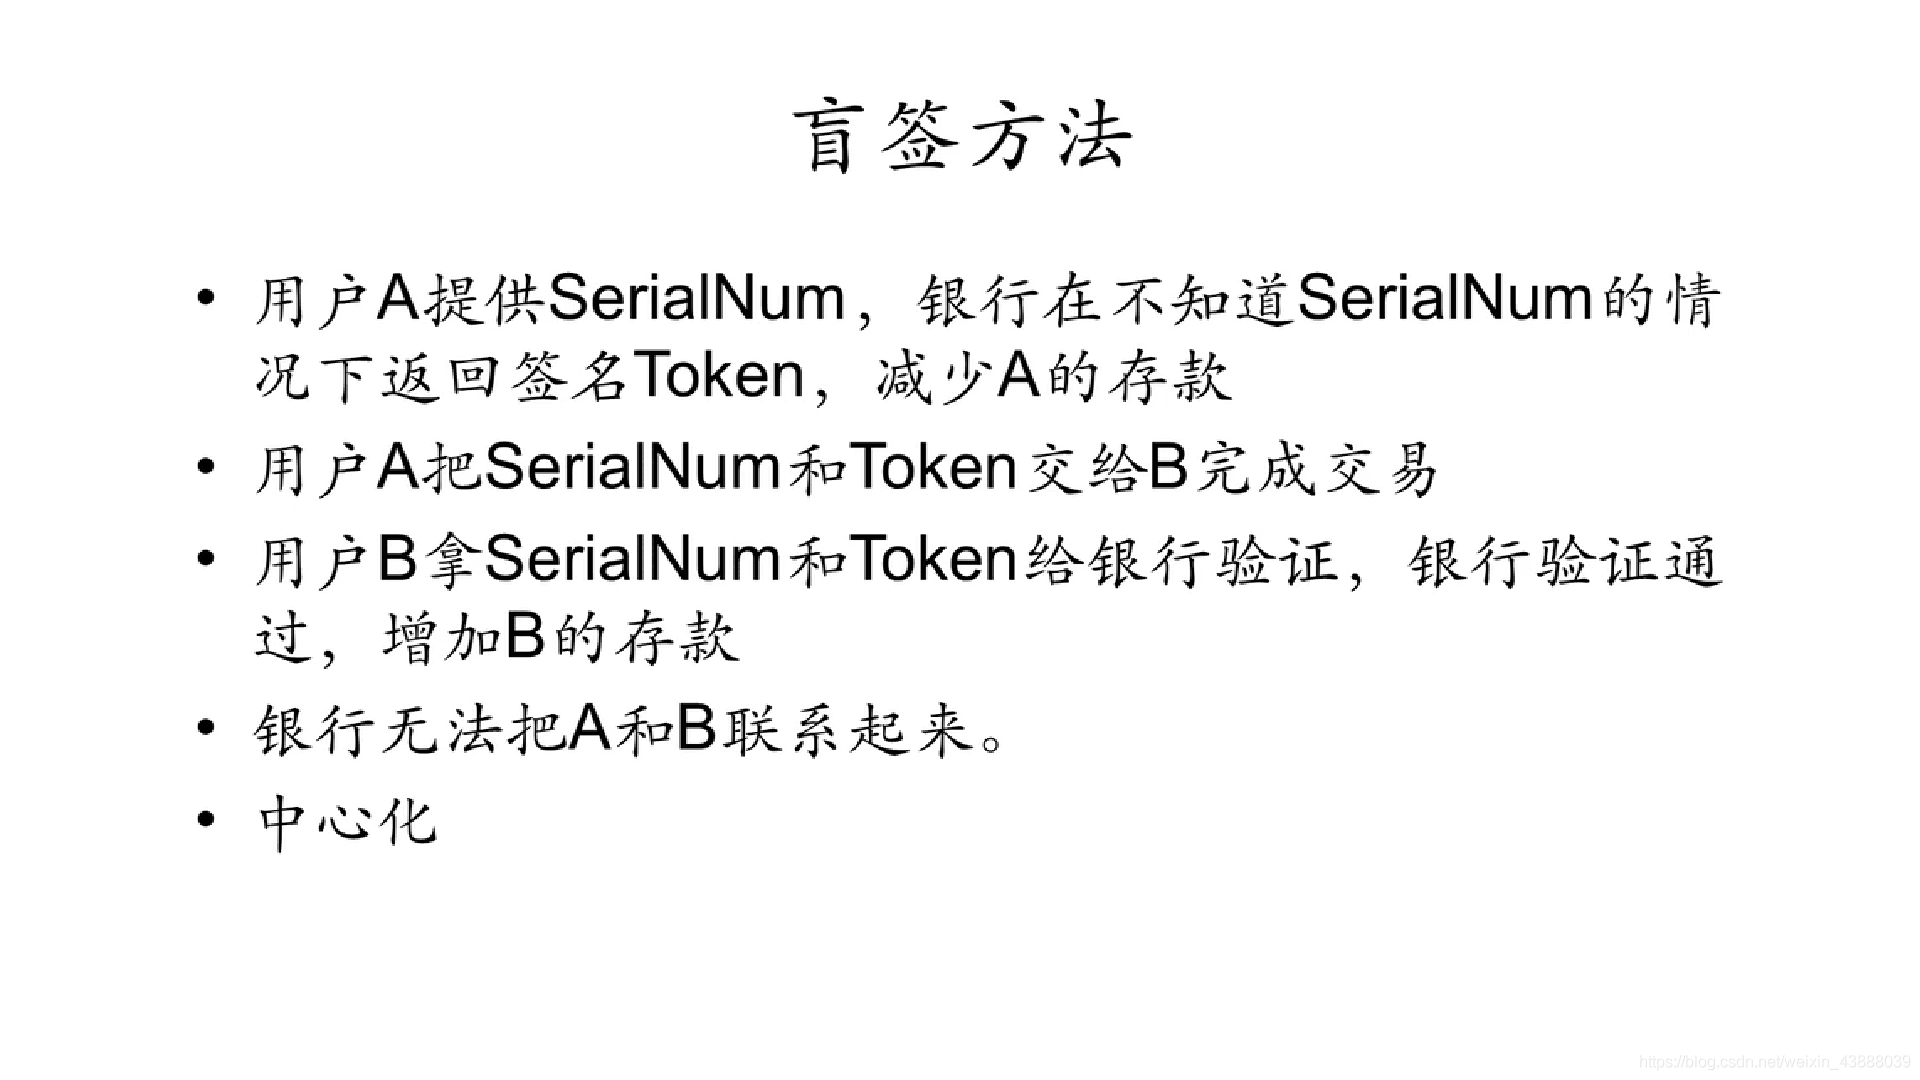 盲签方法
• 用户A提供SerialNum，银行在不知道SerialNum的情
况下返回签名Token，减少A的存款
• 用户A把SerialNum和Token交给B完成交易
• 用户B拿SerialNum和Token给银行验证，银行验证通
过，增加B的存款
• 银行无法把A和B联系起来。
• 中心化
https://blog.csdn.net/weixin_43888039